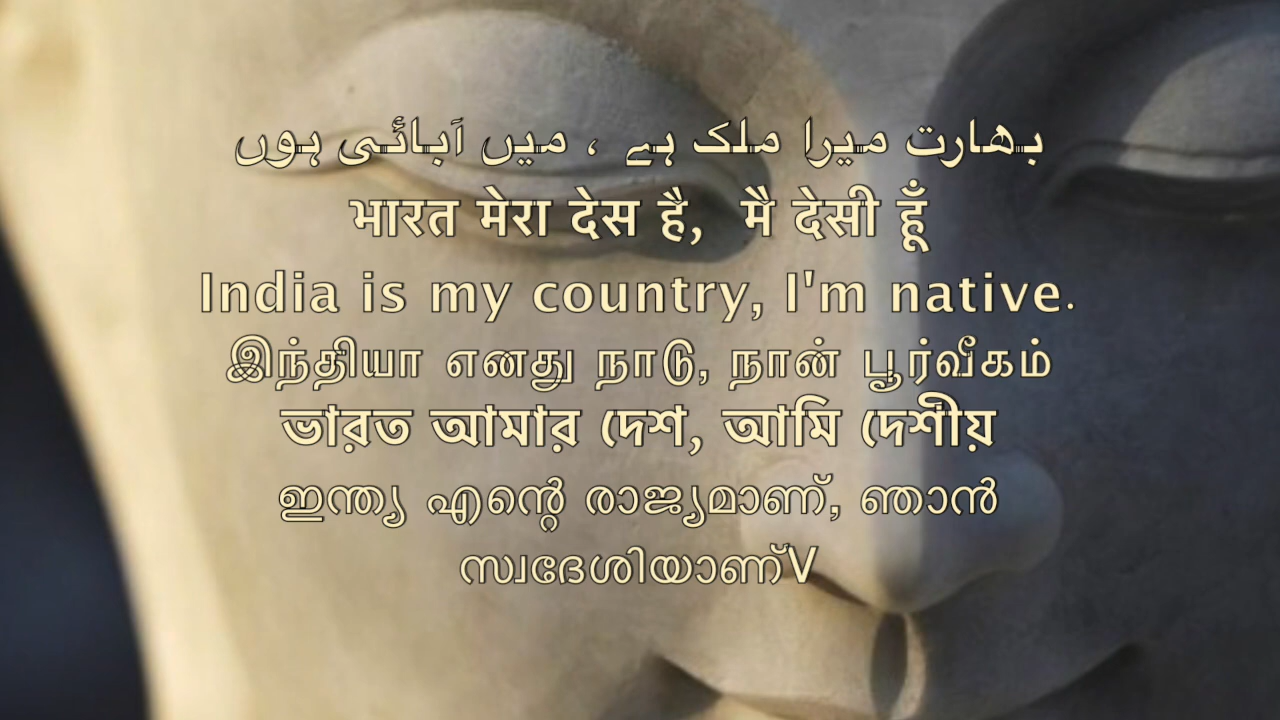 بھارت میرا ملک ہے ، میں آبائی ہوں
भारत मेरा देस है, मै देसी हूँ
India is my country, I'm native.
இந்தியா எனது நாடு, நான் பூர்வீகம்
ভারত আমার দেশ, আমি দেশীয়
ഇന്ത്യ എന്റെ രാജ്യമാണ്, ഞാൻ
സ്വദേശിയാണ്V